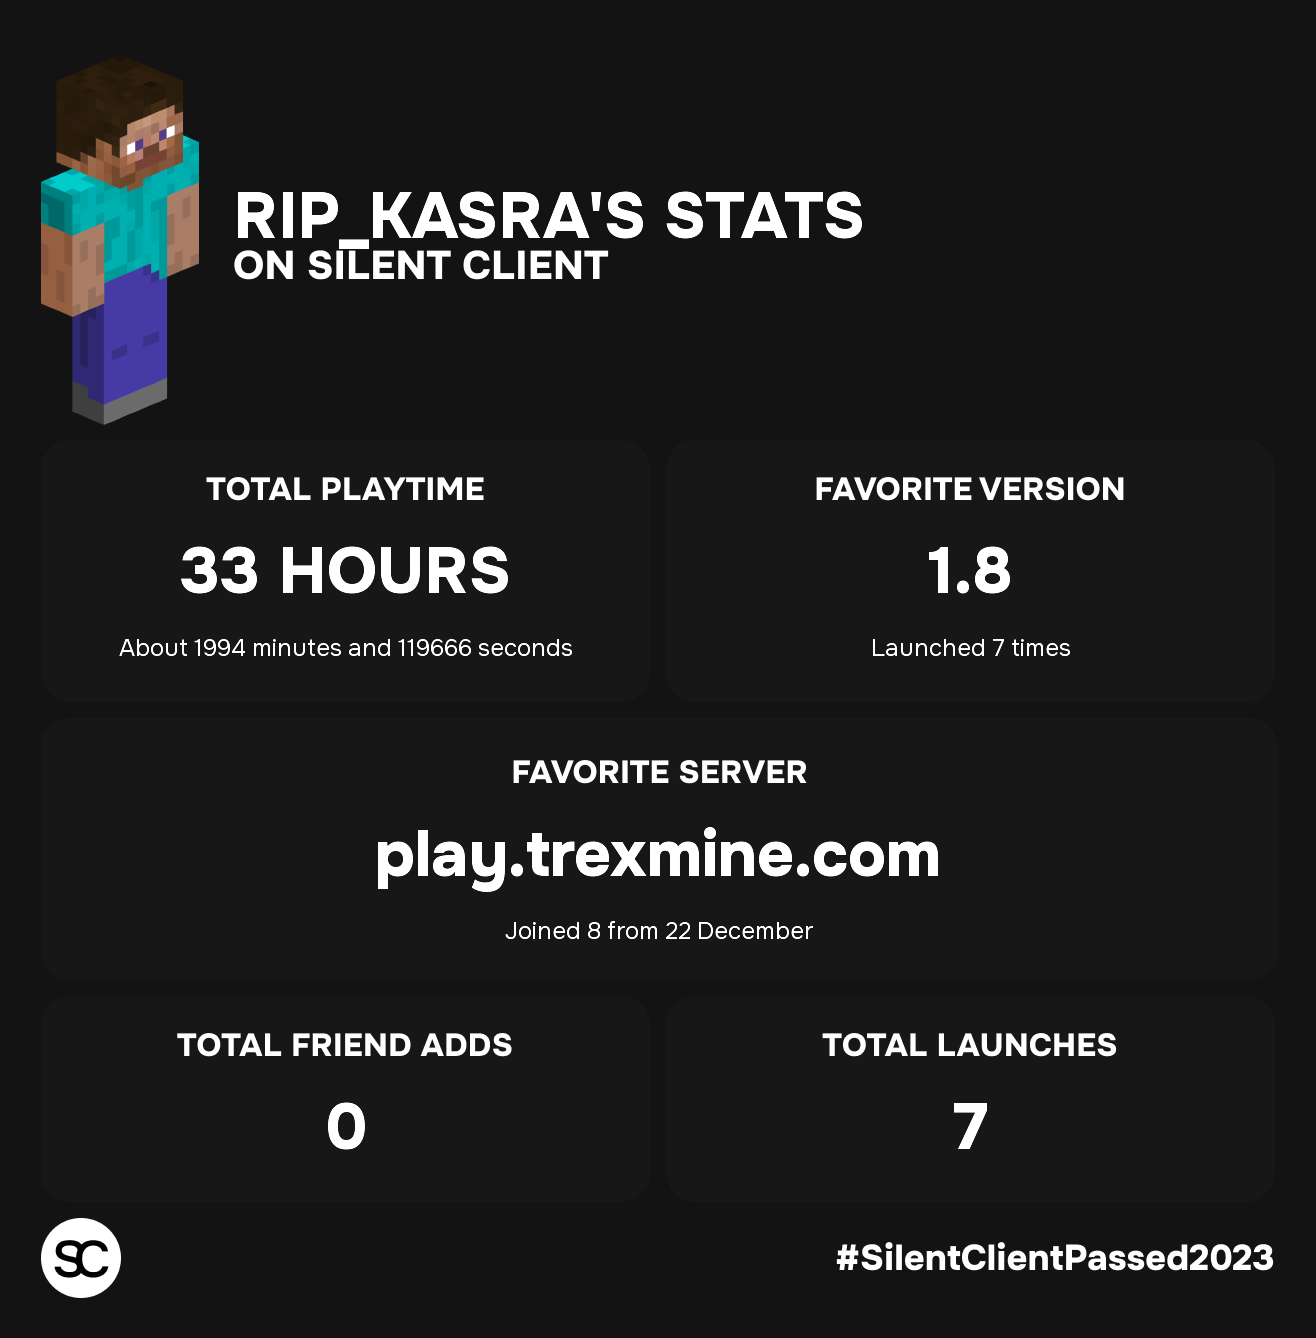 RIP_KASRA'S STATS
ON SILENT CLIENT
TOTAL PLAYTIME
33 HOURS
About 1994 minutes and 119666 seconds
FAVORITE VERSION
1.8
Launched 7 times
FAVORITE SERVER
play.trexmine.com
Joined 8 from 22 December
TOTAL FRIEND ADDS
0
TOTAL LAUNCHES
7
SC
#SilentClientPassed2023